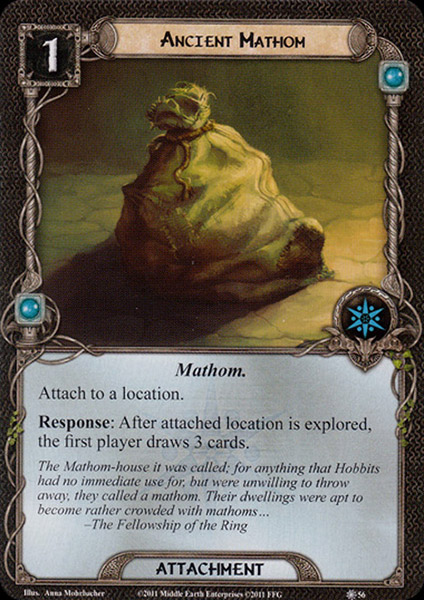 1
Ancient Mathom
Mathom.
Attach to a location.
Response: After attached location is explored,
the first player draws 3 cards.
The Mathom-house it was called; for anything that Hobbits
had no immediate use for, but were unwilling to throw
away, they called a mathom. Their dwellings were apt to
become rather crowded with mathoms…
–The Fellowship of the Ring
Attachment
Illus. Anna Mohrbacher ©2011 Middle Earth Enterprises ©2011 FFG 56